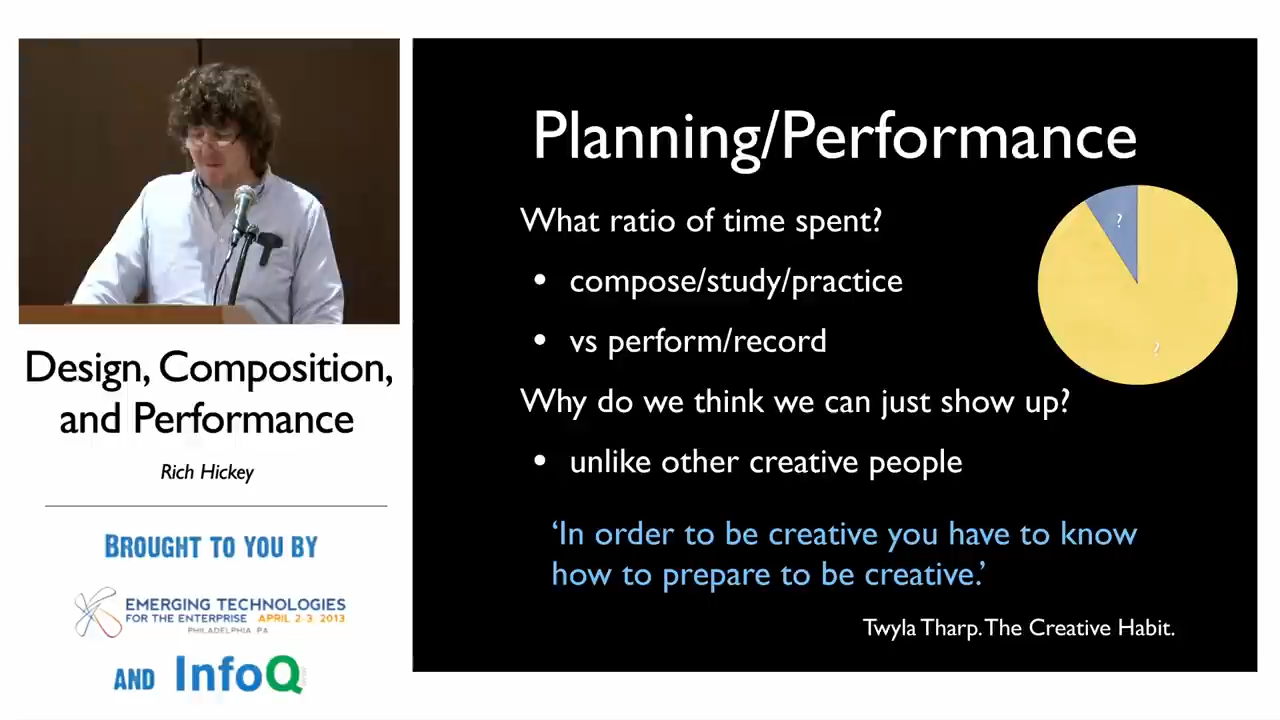 Design, Composition,
and Performance
Rich Hickey
BROUGHT TO YOU BY
EMERGING TECHNOLOGIES
FOR THE ENTERPRISE APRIL 2-3 2013
PHILADELPHIA PA
AND InfoQ
Planning/Performance
What ratio of time spent?
• compose/study/practice
• vs perform/record
Why do we think we can just show up?
• unlike other creative people
‘In order to be creative you have to know
how to prepare to be creative.’
Twyla Tharp. The Creative Habit.
?
?